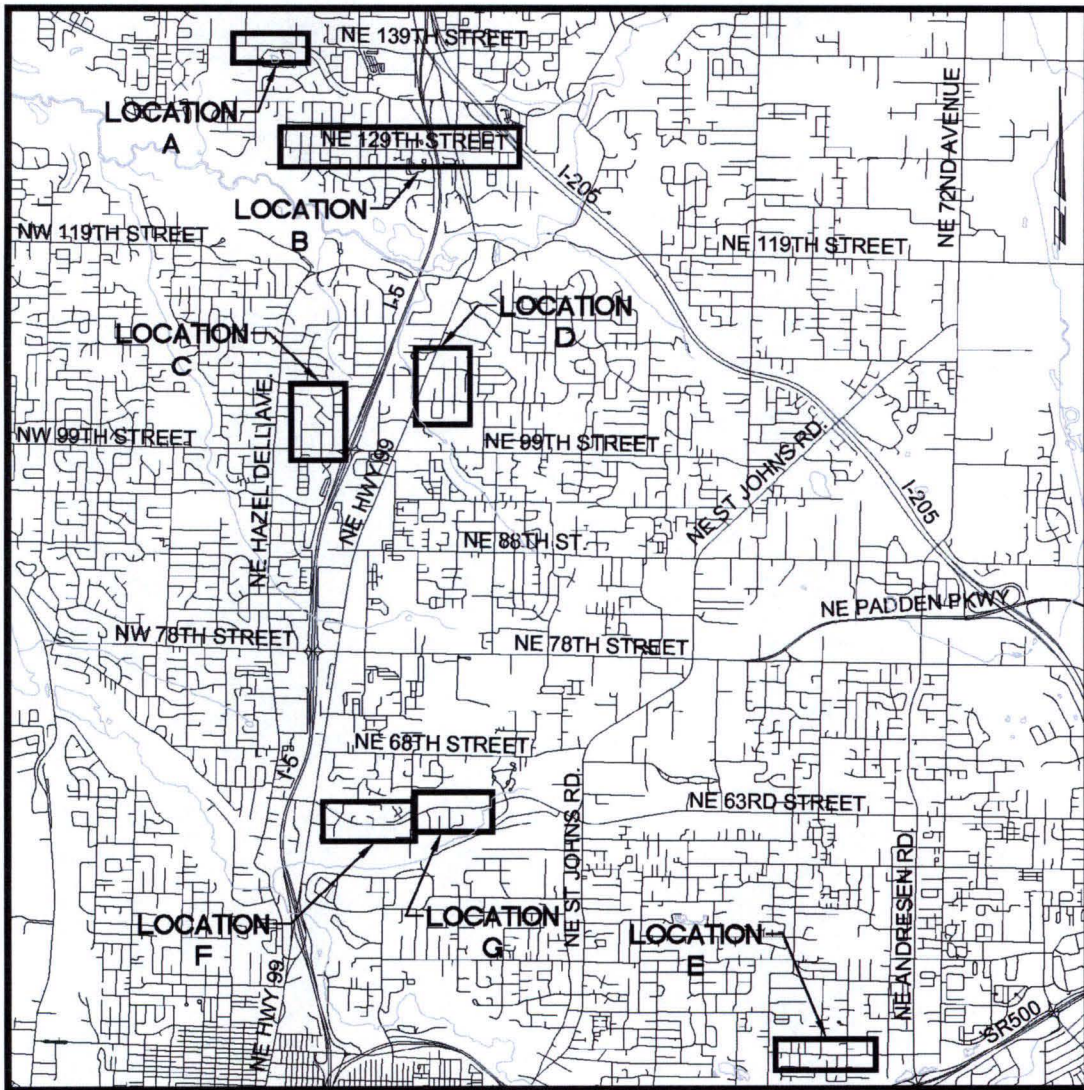 NE 139TH STREET
LOCATION
A
NE 129TH STREET
LOCATION
B
I-205
NE 72ND AVENUE
NW 119TH STREET
NE 119TH STREET
I-5
LOCATION
C
LOCATION
D
NE HAZEL DELL AVE.
NW 99TH STREET
NE 99TH STREET
NE HWY 99
NE ST JOHNS RD.
I-205
NE 88TH ST.
NE PADDEN PKWY
NW 78TH STREET
NE 78TH STREET
NE 68TH STREET
I-5
NE 63RD STREET
NE ST JOHNS RD.
NE ANDRESEN RD.
LOCATION
F
LOCATION
G
LOCATION
E
NE HWY 99
SR500